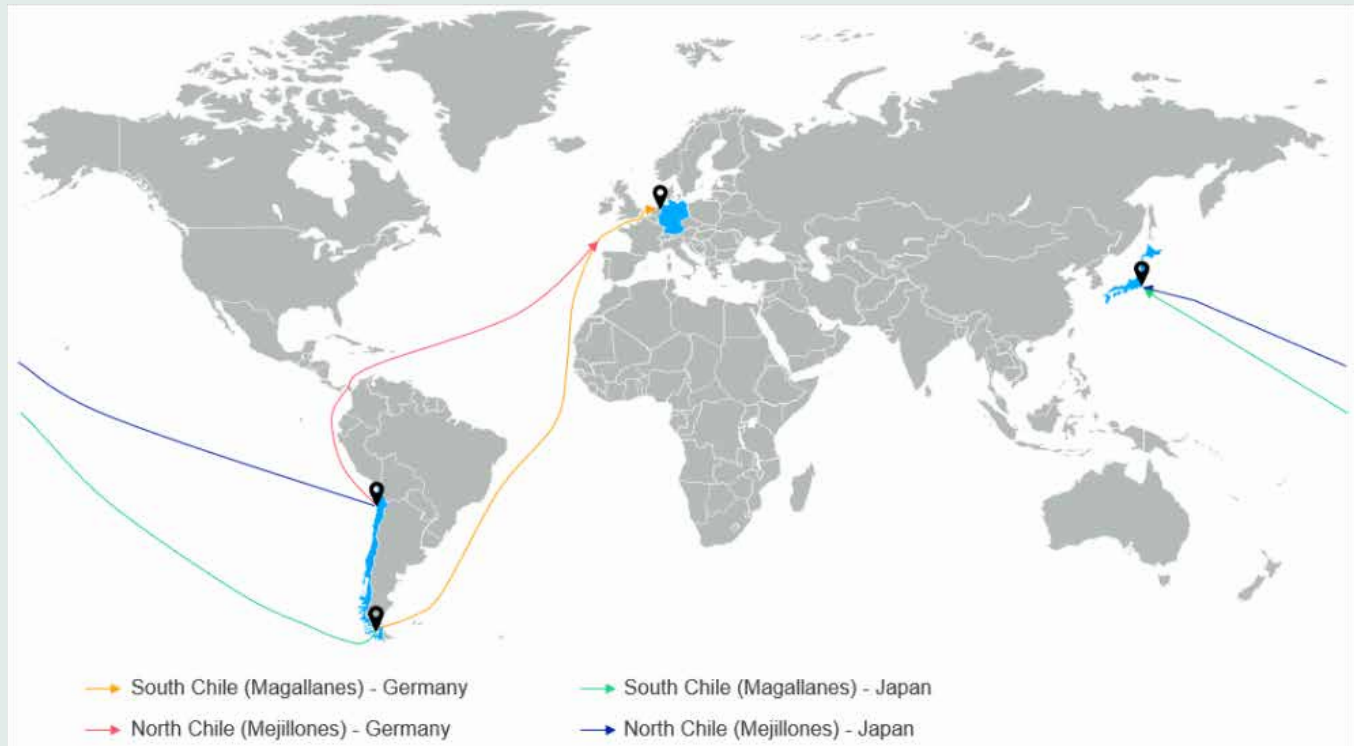 South Chile (Magallanes) - Germany
South Chile (Magallanes) - Japan
North Chile (Mejillones) - Germany
North Chile (Mejillones) - Japan